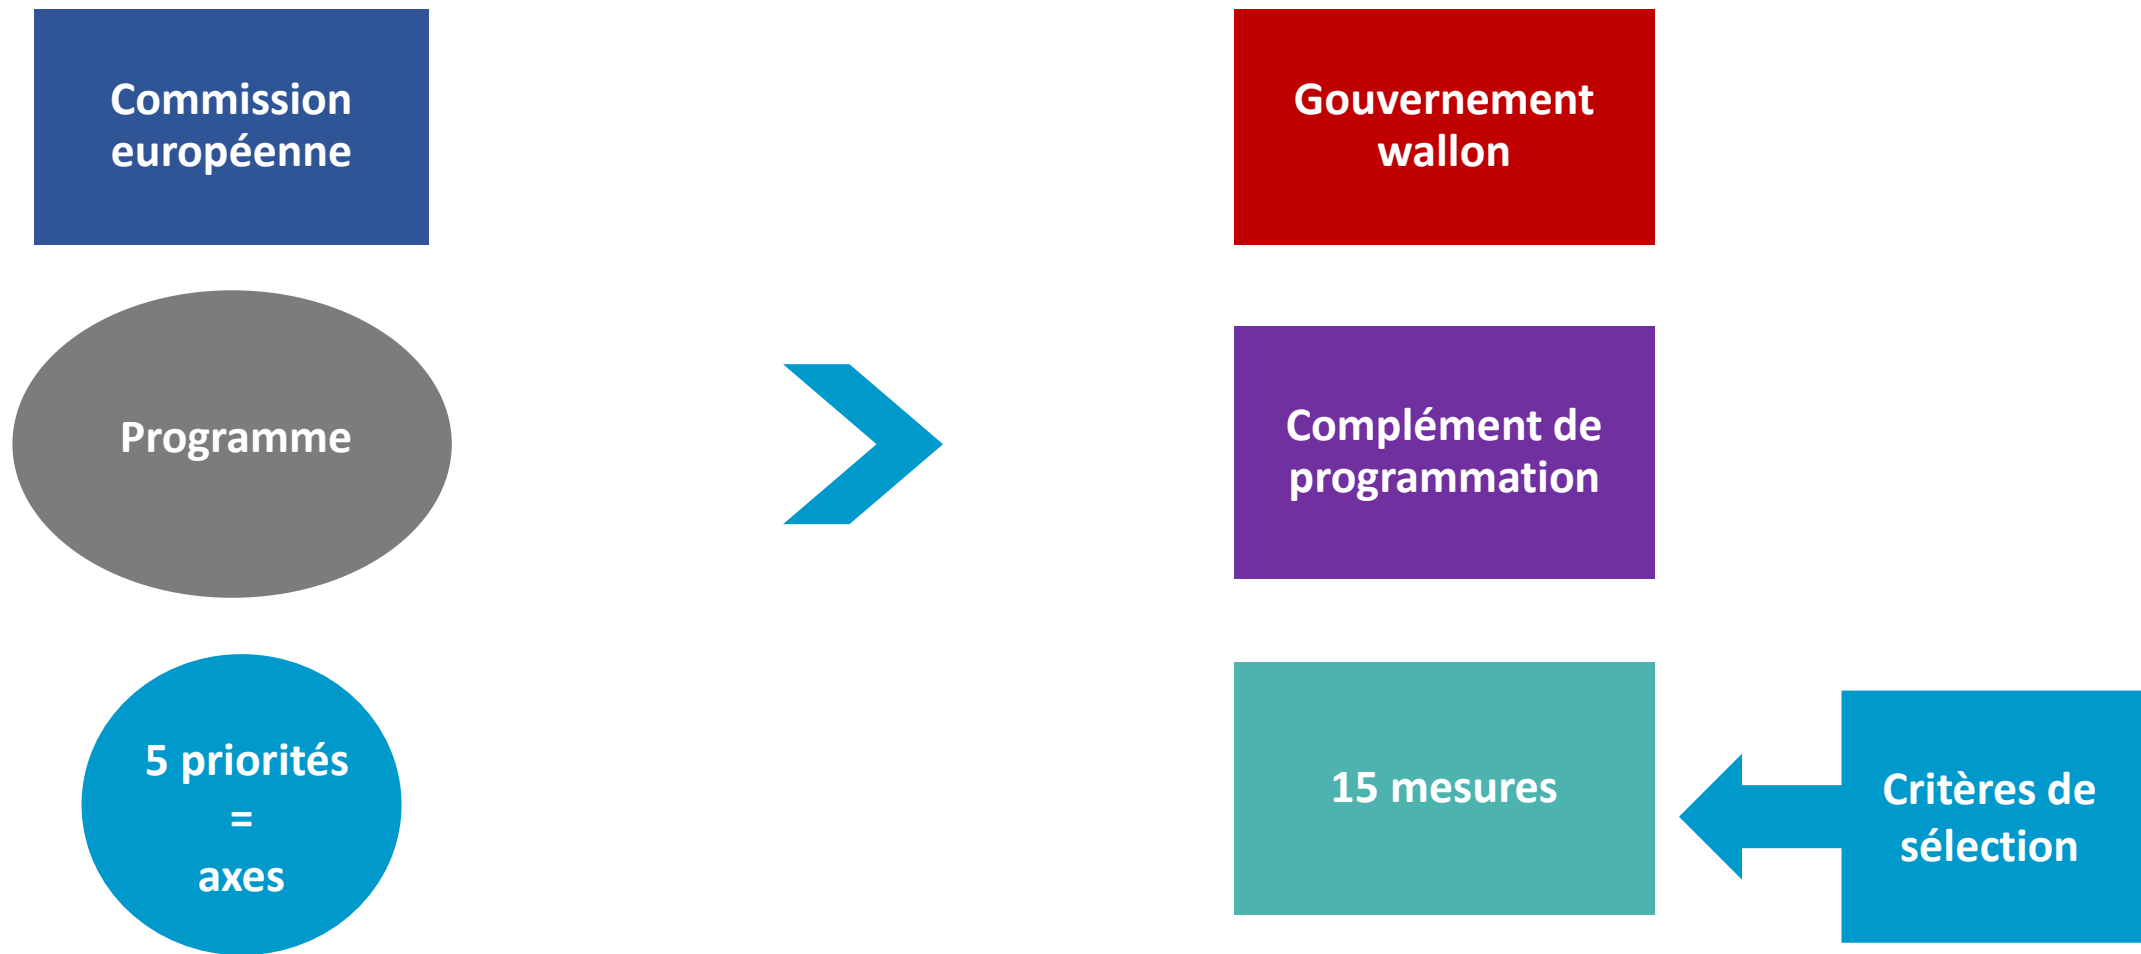 Commission
européenne
Gouvernement
wallon
Programme
Complément de
programmation
5 priorités
=
axes
15 mesures
Critères de
sélection